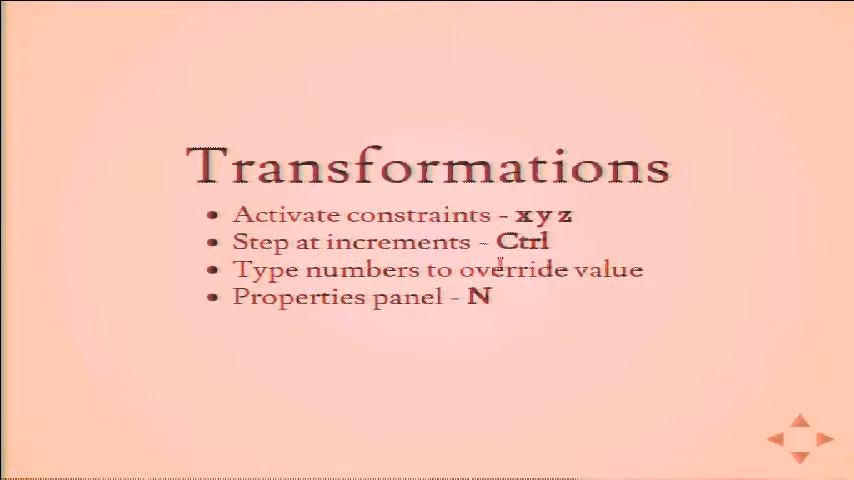 Transformations
Activate constraints - x y z
Step at increments - Ctrl
Type numbers to override value
Properties panel - N